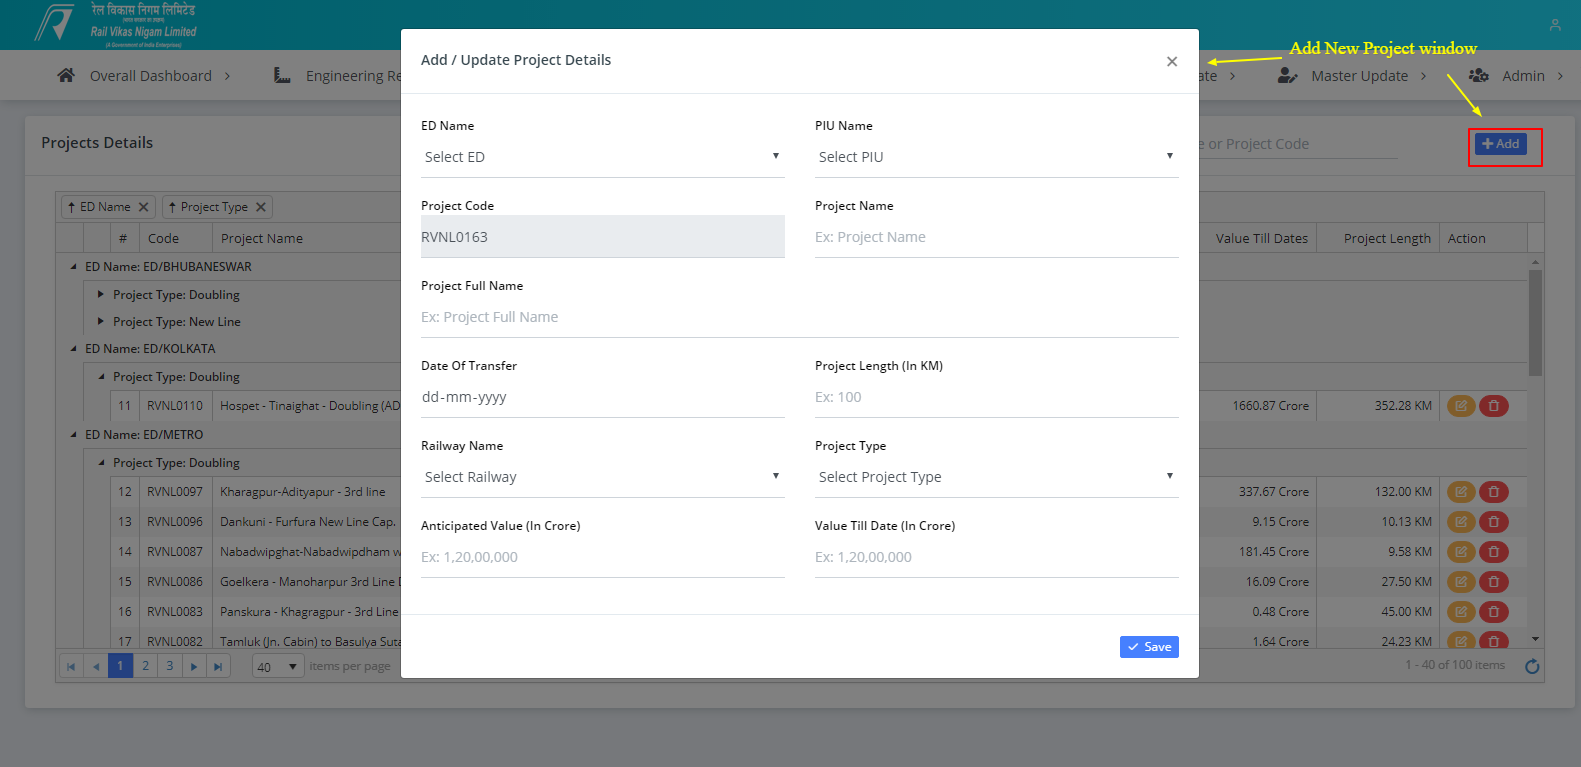 रेल विकास निगम लिमिटेड
(भारत सरकार का उद्यम)
Rail Vikas Nigam Limited
(A Government of India Enterprises)
Add New Project window
Overall Dashboard
Engineering Re
ate
Master Update
Admin
Projects Details
e or Project Code
Add
ED Name
Project Type
# Code Project Name Value Till Dates Project Length Action
ED Name: ED/BHUBANESWAR
Project Type: Doubling
Project Type: New Line
ED Name: ED/KOLKATA
Project Type: Doubling
11 RVNL0110 Hospet - Tinaighat - Doubling (AD 1660.87 Crore 352.28 KM
ED Name: ED/METRO
Project Type: Doubling
12 RVNL0097 Kharagpur-Adityapur - 3rd line 337.67 Crore 132.00 KM
13 RVNL0096 Dankuni - Furfura New Line Cap. 9.15 Crore 10.13 KM
14 RVNL0087 Nabadwipghat-Nabadwipdham w 181.45 Crore 9.58 KM
15 RVNL0086 Goelkera - Manoharpur 3rd Line 16.09 Crore 27.50 KM
16 RVNL0083 Panskura - Khagragpur - 3rd Line 0.48 Crore 45.00 KM
17 RVNL0082 Tamluk (Jn. Cabin) to Basulya Suta 1.64 Crore 24.23 KM
1 2 3 40 items per page 1 - 40 of 100 items
Add / Update Project Details
ED Name PIU Name
Select ED Select PIU
Project Code Project Name
RVNL0163 Ex: Project Name
Project Full Name
Ex: Project Full Name
Date Of Transfer Project Length (In KM)
dd-mm-yyyy Ex: 100
Railway Name Project Type
Select Railway Select Project Type
Anticipated Value (In Crore) Value Till Date (In Crore)
Ex: 1,20,00,000 Ex: 1,20,00,000
Save